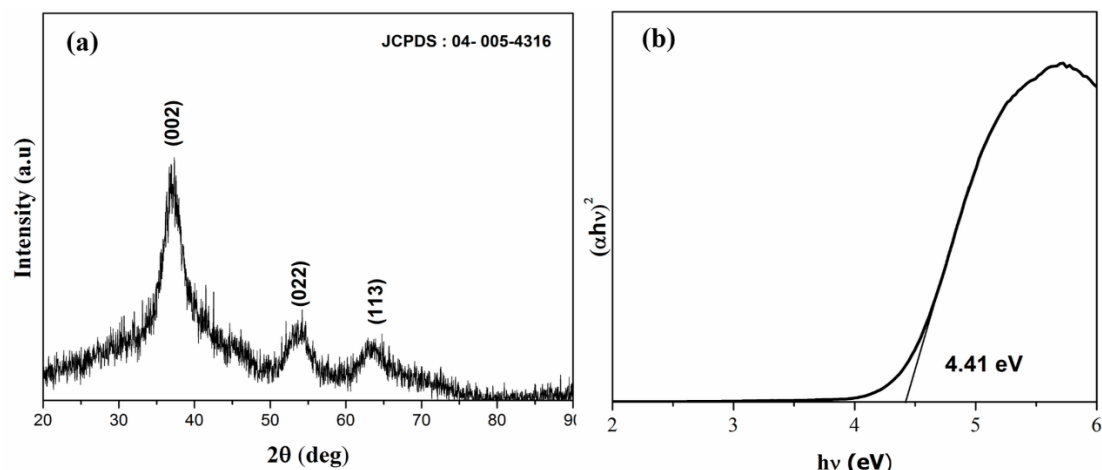 (a)
JCPDS : 04- 005-4316
(002)
(022)
(113)
Intensity (a.u)
20 30 40 50 60 70 80 90
2θ (deg)
(b)
(αhν)²
4.41 eV
2 3 4 5 6
hν (eV)